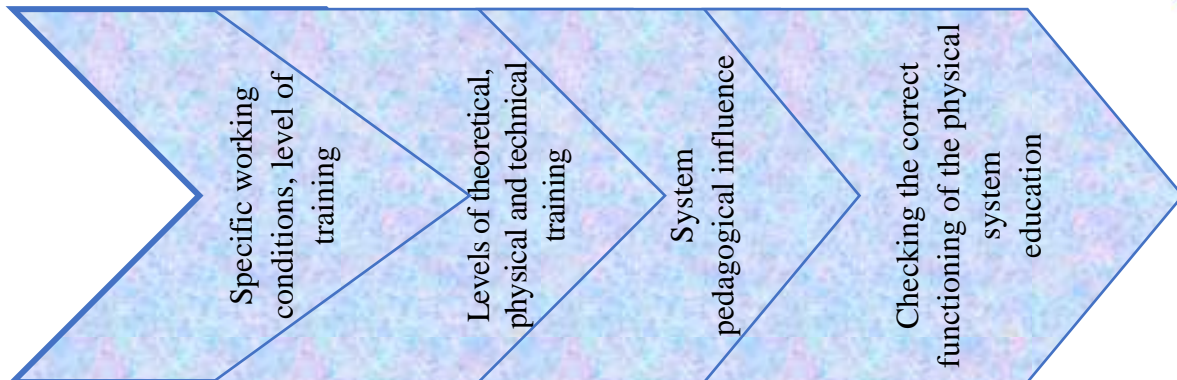 Specific working
conditions, level of
training
Levels of theoretical,
physical and technical
training
System
pedagogical influence
Checking the correct
functioning of the physical
system
education